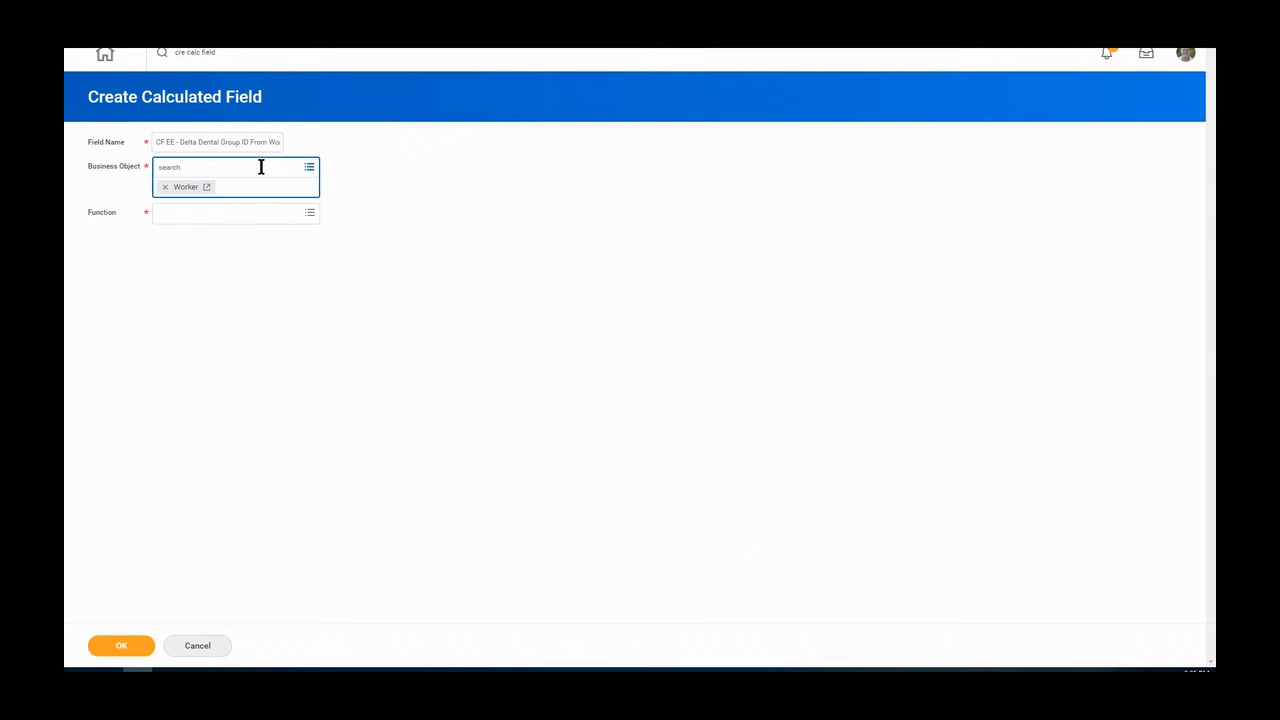 cre calc field
Create Calculated Field
Field Name *
CF EE - Delta Dental Group ID From Wo
Business Object *
search
× Worker
Function *
OK
Cancel